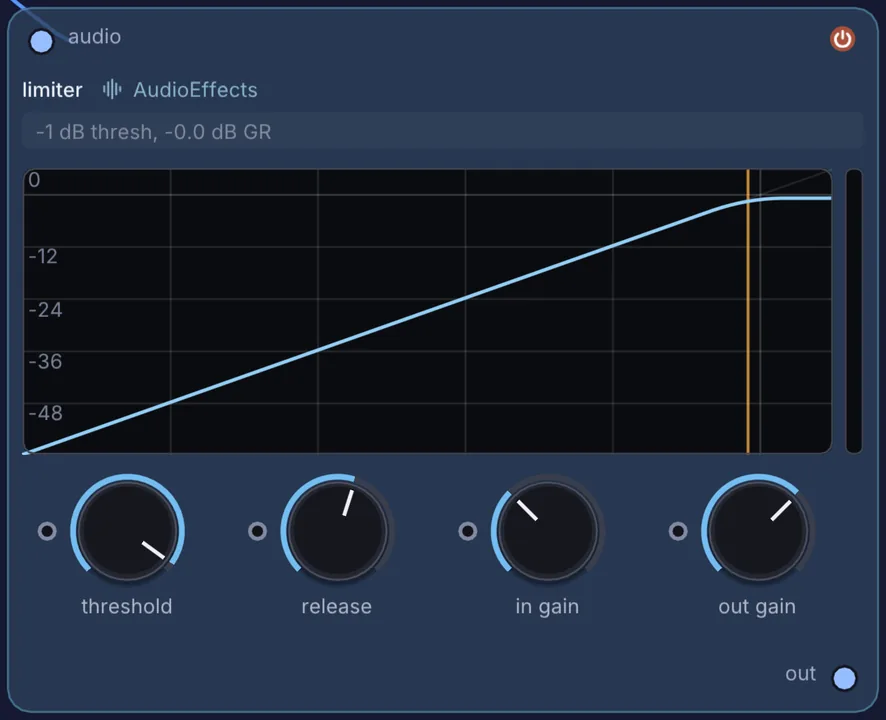 audio
limiter AudioEffects
-1 dB thresh, -0.0 dB GR
0
-12
-24
-36
-48
threshold release in gain out gain
out